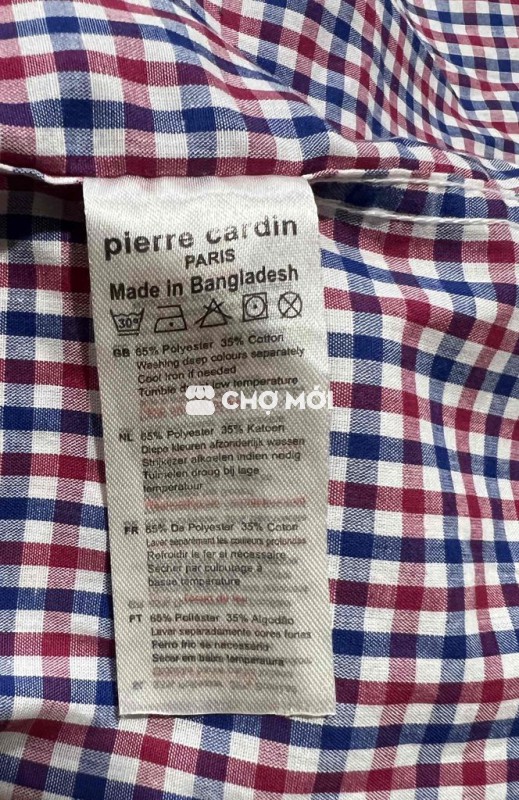 pierre cardin
PARIS
Made in Bangladesh
30°
GB 65% Polyester 35% Cotton
Washing deep colours separately
Cool Iron if needed
Tumble low temperature
CHỢ MỚI
NL 65% Polyester 35% Katoen
Diepe kleuren afzonderlijk wassen
Strijkijzer afkoelen indien nodig
Tuimelen droog bij lage
temperatuur
FR 65% De Polyester 35% Coton
Laver séparément les couleurs profondes
Refroidir le fer si nécessaire
Sécher par culbutage à
basse température
PT 65% Poliéster 35% Algodão
Lavar separadamente cores fortes
Ferro frio se necessário
Secar em baixa temperatura